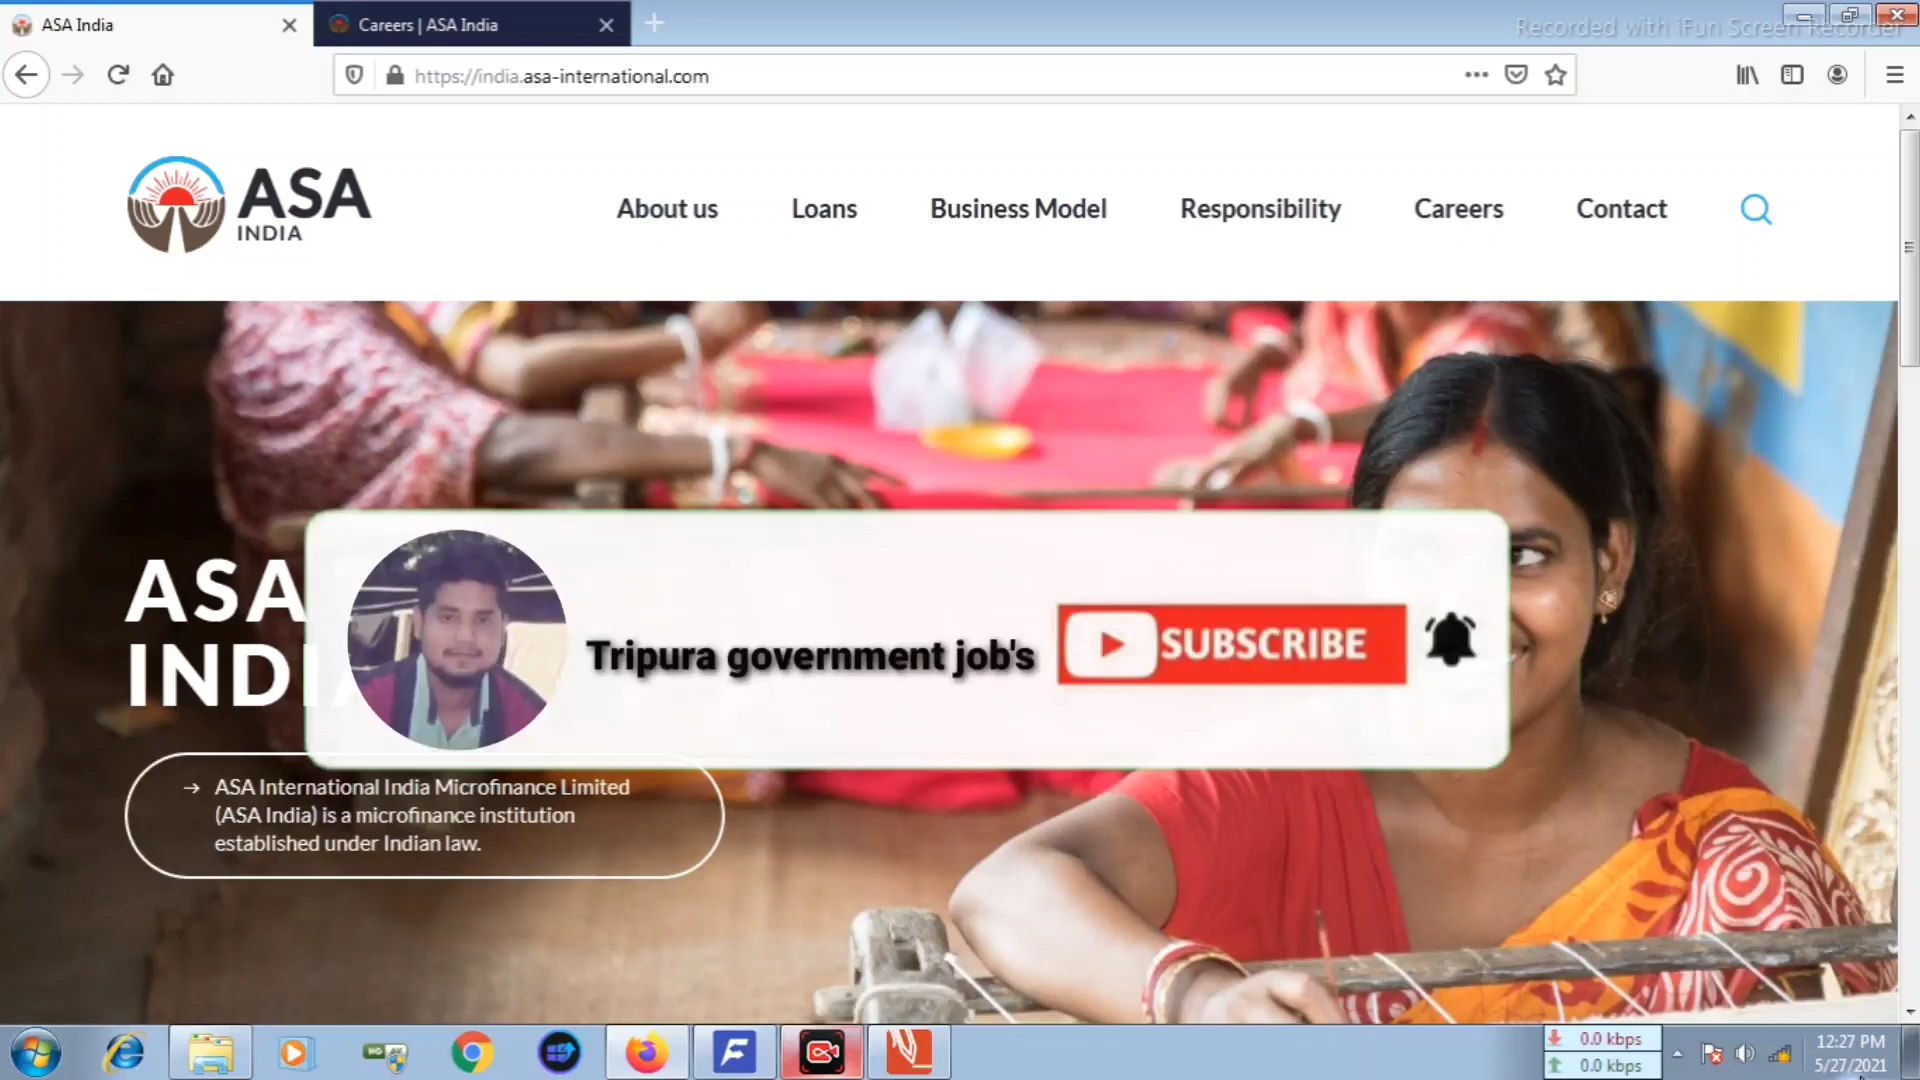 ASA India
Careers | ASA India
Recorded with iFun Screen Recorder
https://india.asa-international.com
ASA
INDIA
About us
Loans
Business Model
Responsibility
Careers
Contact
ASA
INDIA
Tripura government job's
SUBSCRIBE
→ ASA International India Microfinance Limited
(ASA India) is a microfinance institution
established under Indian law.
0.0 kbps
0.0 kbps
12:27 PM
5/27/2021